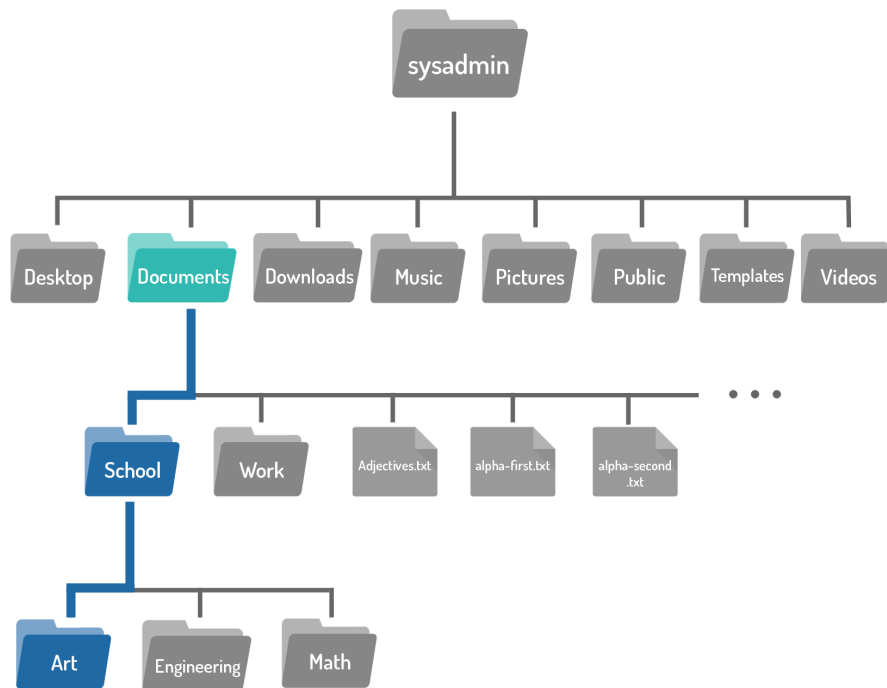 sysadmin
Desktop
Documents
Downloads
Music
Pictures
Public
Templates
Videos
School
Work
Adjectives.txt
alpha-first.txt
alpha-second
.txt
Art
Engineering
Math